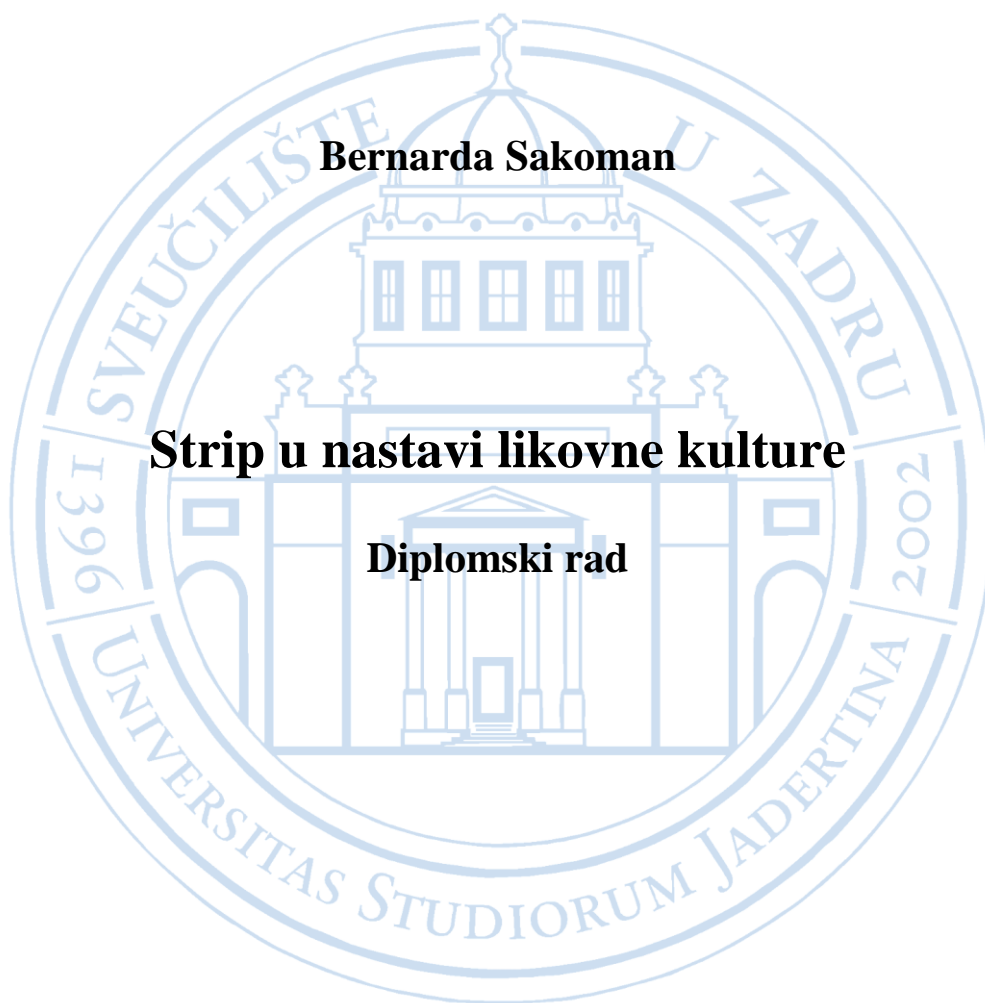 SVEUČILIŠTE U ZADRU
Bernarda Sakoman
Strip u nastavi likovne kulture
Diplomski rad
1396
2002
UNIVERSITAS STUDIORUM JADERTINA